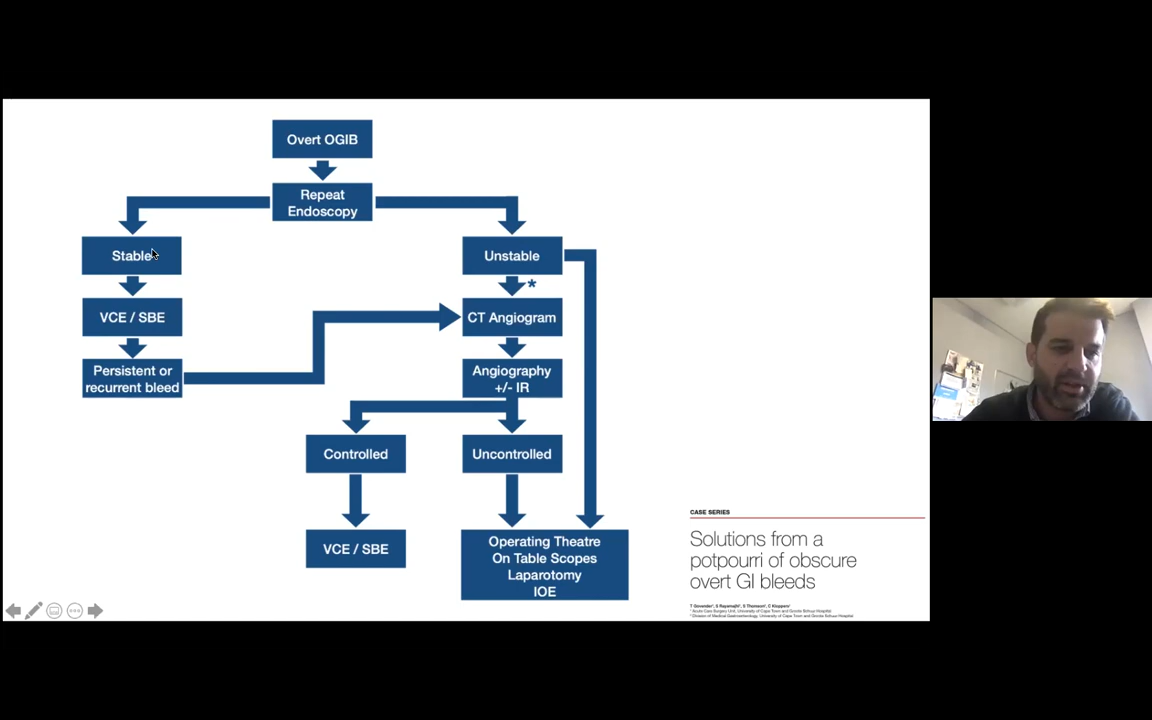 Overt OGIB
Repeat
Endoscopy
Stable
Unstable
*
VCE / SBE
CT Angiogram
Persistent or
recurrent bleed
Angiography
+/- IR
Controlled
Uncontrolled
VCE / SBE
Operating Theatre
On Table Scopes
Laparotomy
IOE
CASE SERIES
Solutions from a
potpourri of obscure
overt GI bleeds